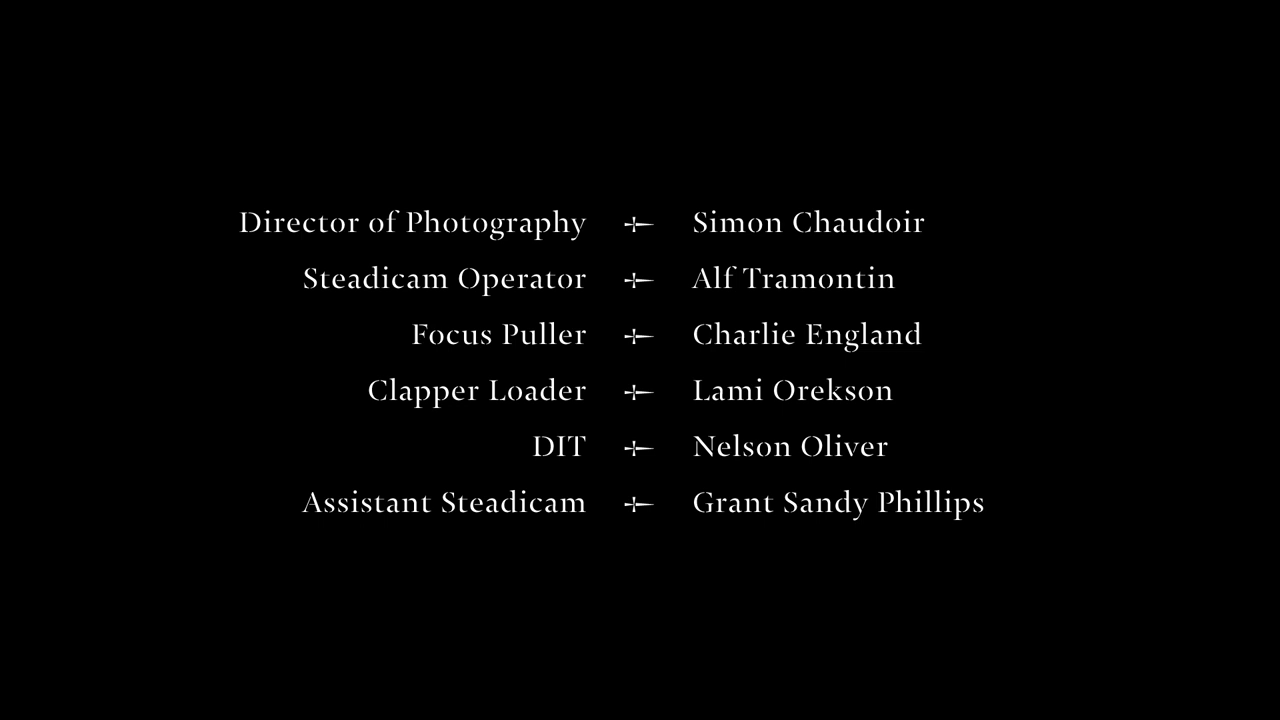 Director of Photography Simon Chaudoir
Steadicam Operator Alf Tramontin
Focus Puller Charlie England
Clapper Loader Lami Orekson
DIT Nelson Oliver
Assistant Steadicam Grant Sandy Phillips